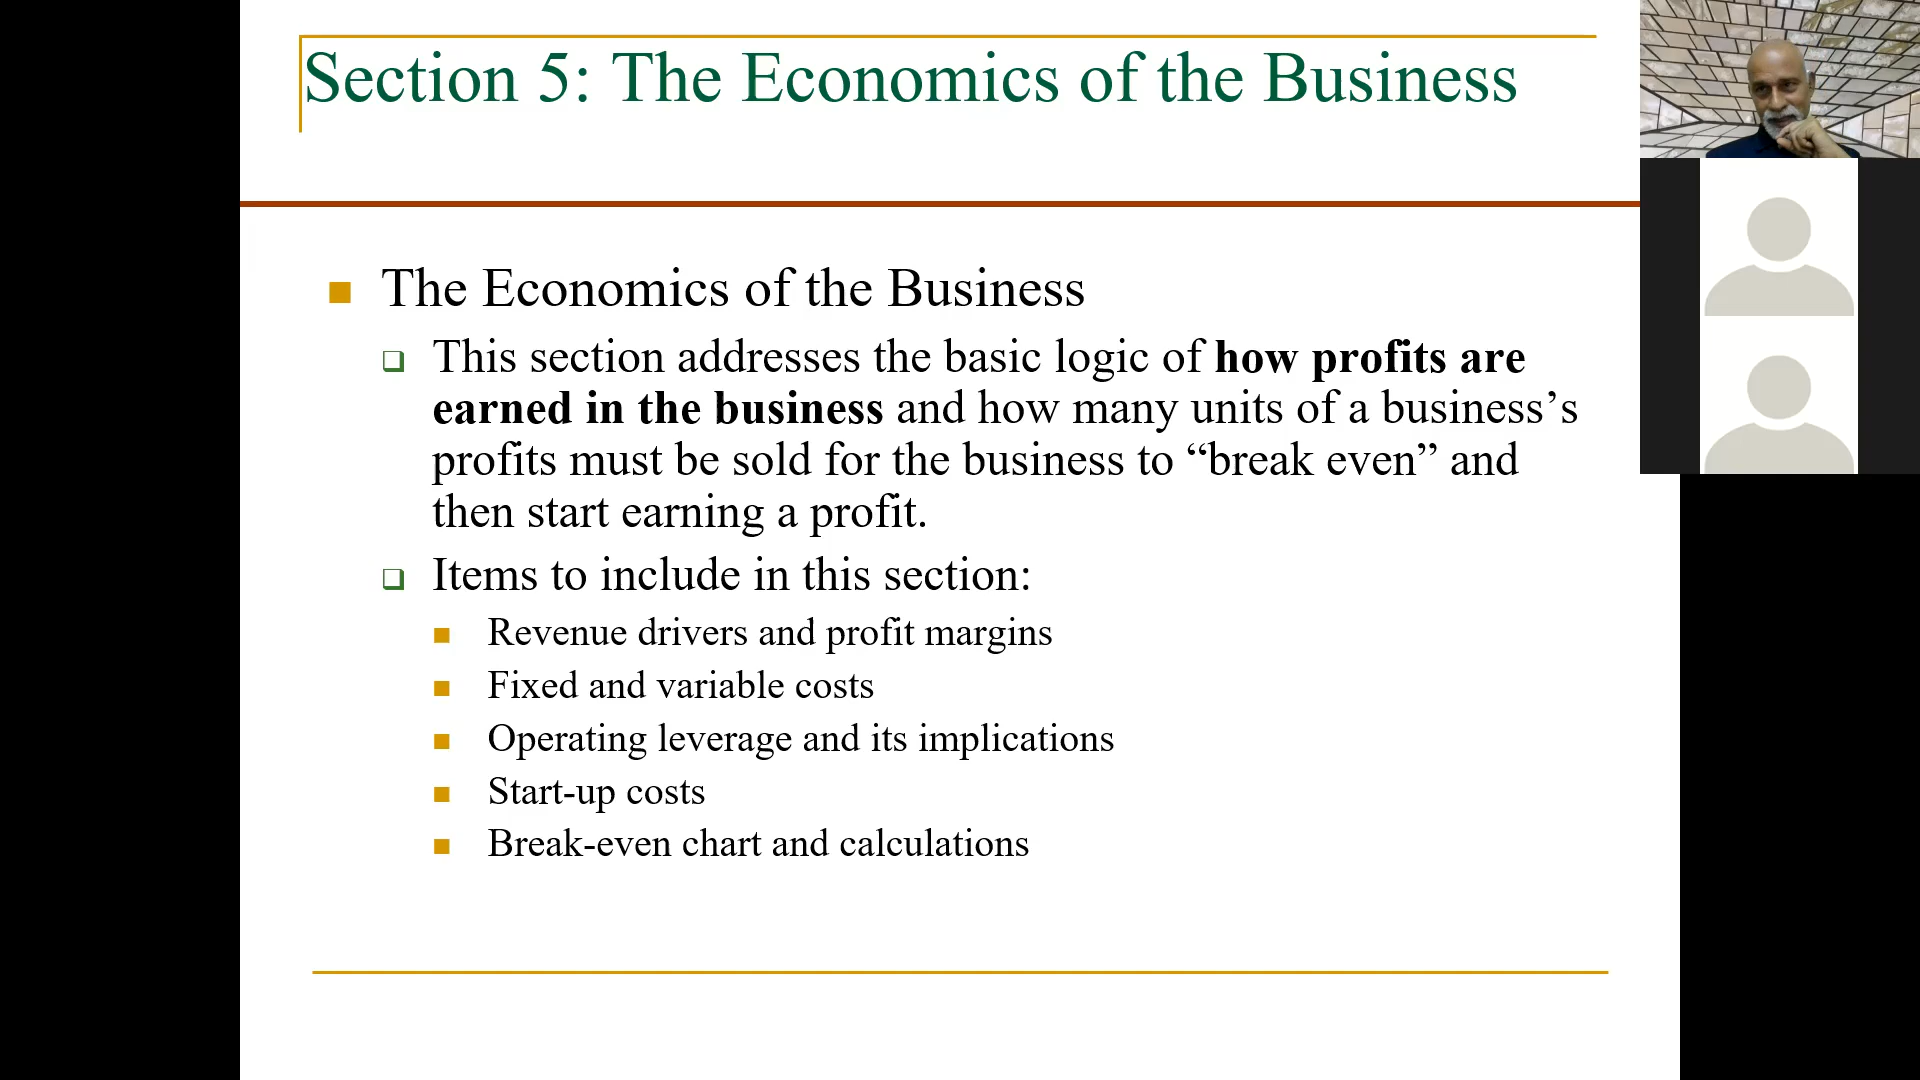 Section 5: The Economics of the Business
The Economics of the Business
This section addresses the basic logic of how profits are
earned in the business and how many units of a business’s
profits must be sold for the business to “break even” and
then start earning a profit.
Items to include in this section:
Revenue drivers and profit margins
Fixed and variable costs
Operating leverage and its implications
Start-up costs
Break-even chart and calculations